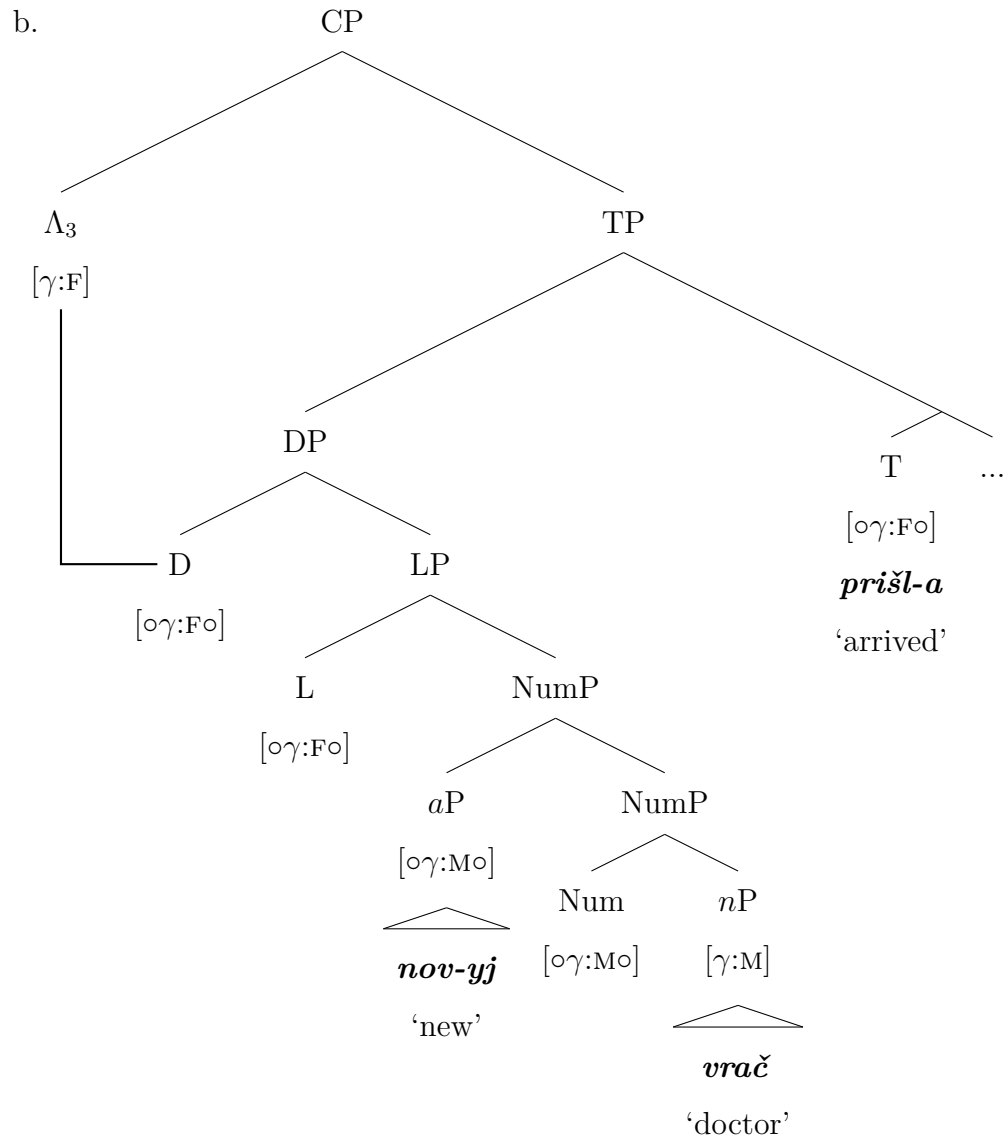 b. CP
Λ₃ TP
[γ:F]
DP
T ...
[∘γ:F∘]
prišl-a
‘arrived’
D LP
[∘γ:F∘]
L NumP
[∘γ:F∘]
aP NumP
[∘γ:M∘]
Num nP
nov-yj [∘γ:M∘] [γ:M]
‘new’
vrač
‘doctor’